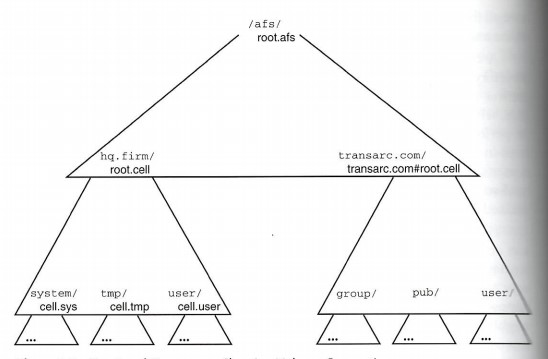 /afs/
root.afs
hq.firm/
root.cell
transarc.com/
transarc.com#root.cell
system/
cell.sys
tmp/
cell.tmp
user/
cell.user
group/
pub/
user/
...
...
...
...
...
...